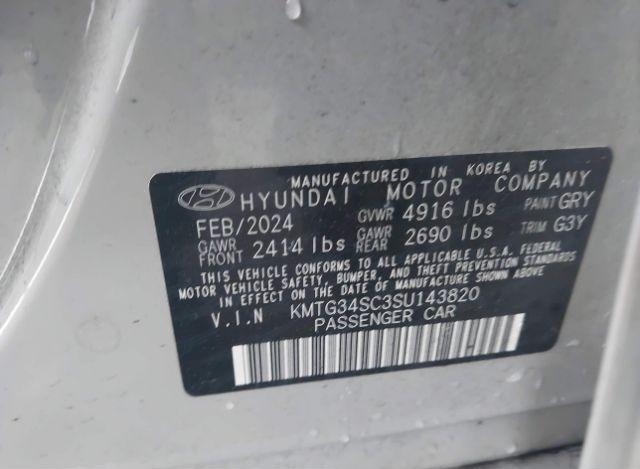 MANUFACTURED IN KOREA BY
HYUNDAI MOTOR COMPANY
FEB/2024 GVWR 4916 lbs PAINT GRY
GAWR FRONT 2414 lbs GAWR REAR 2690 lbs TRIM G3Y
THIS VEHICLE CONFORMS TO ALL APPLICABLE U.S.A. FEDERAL
MOTOR VEHICLE SAFETY, BUMPER, AND THEFT PREVENTION STANDARDS
IN EFFECT ON THE DATE OF MANUFACTURE SHOWN ABOVE
V.I.N KMTG34SC3SU143820
PASSENGER CAR